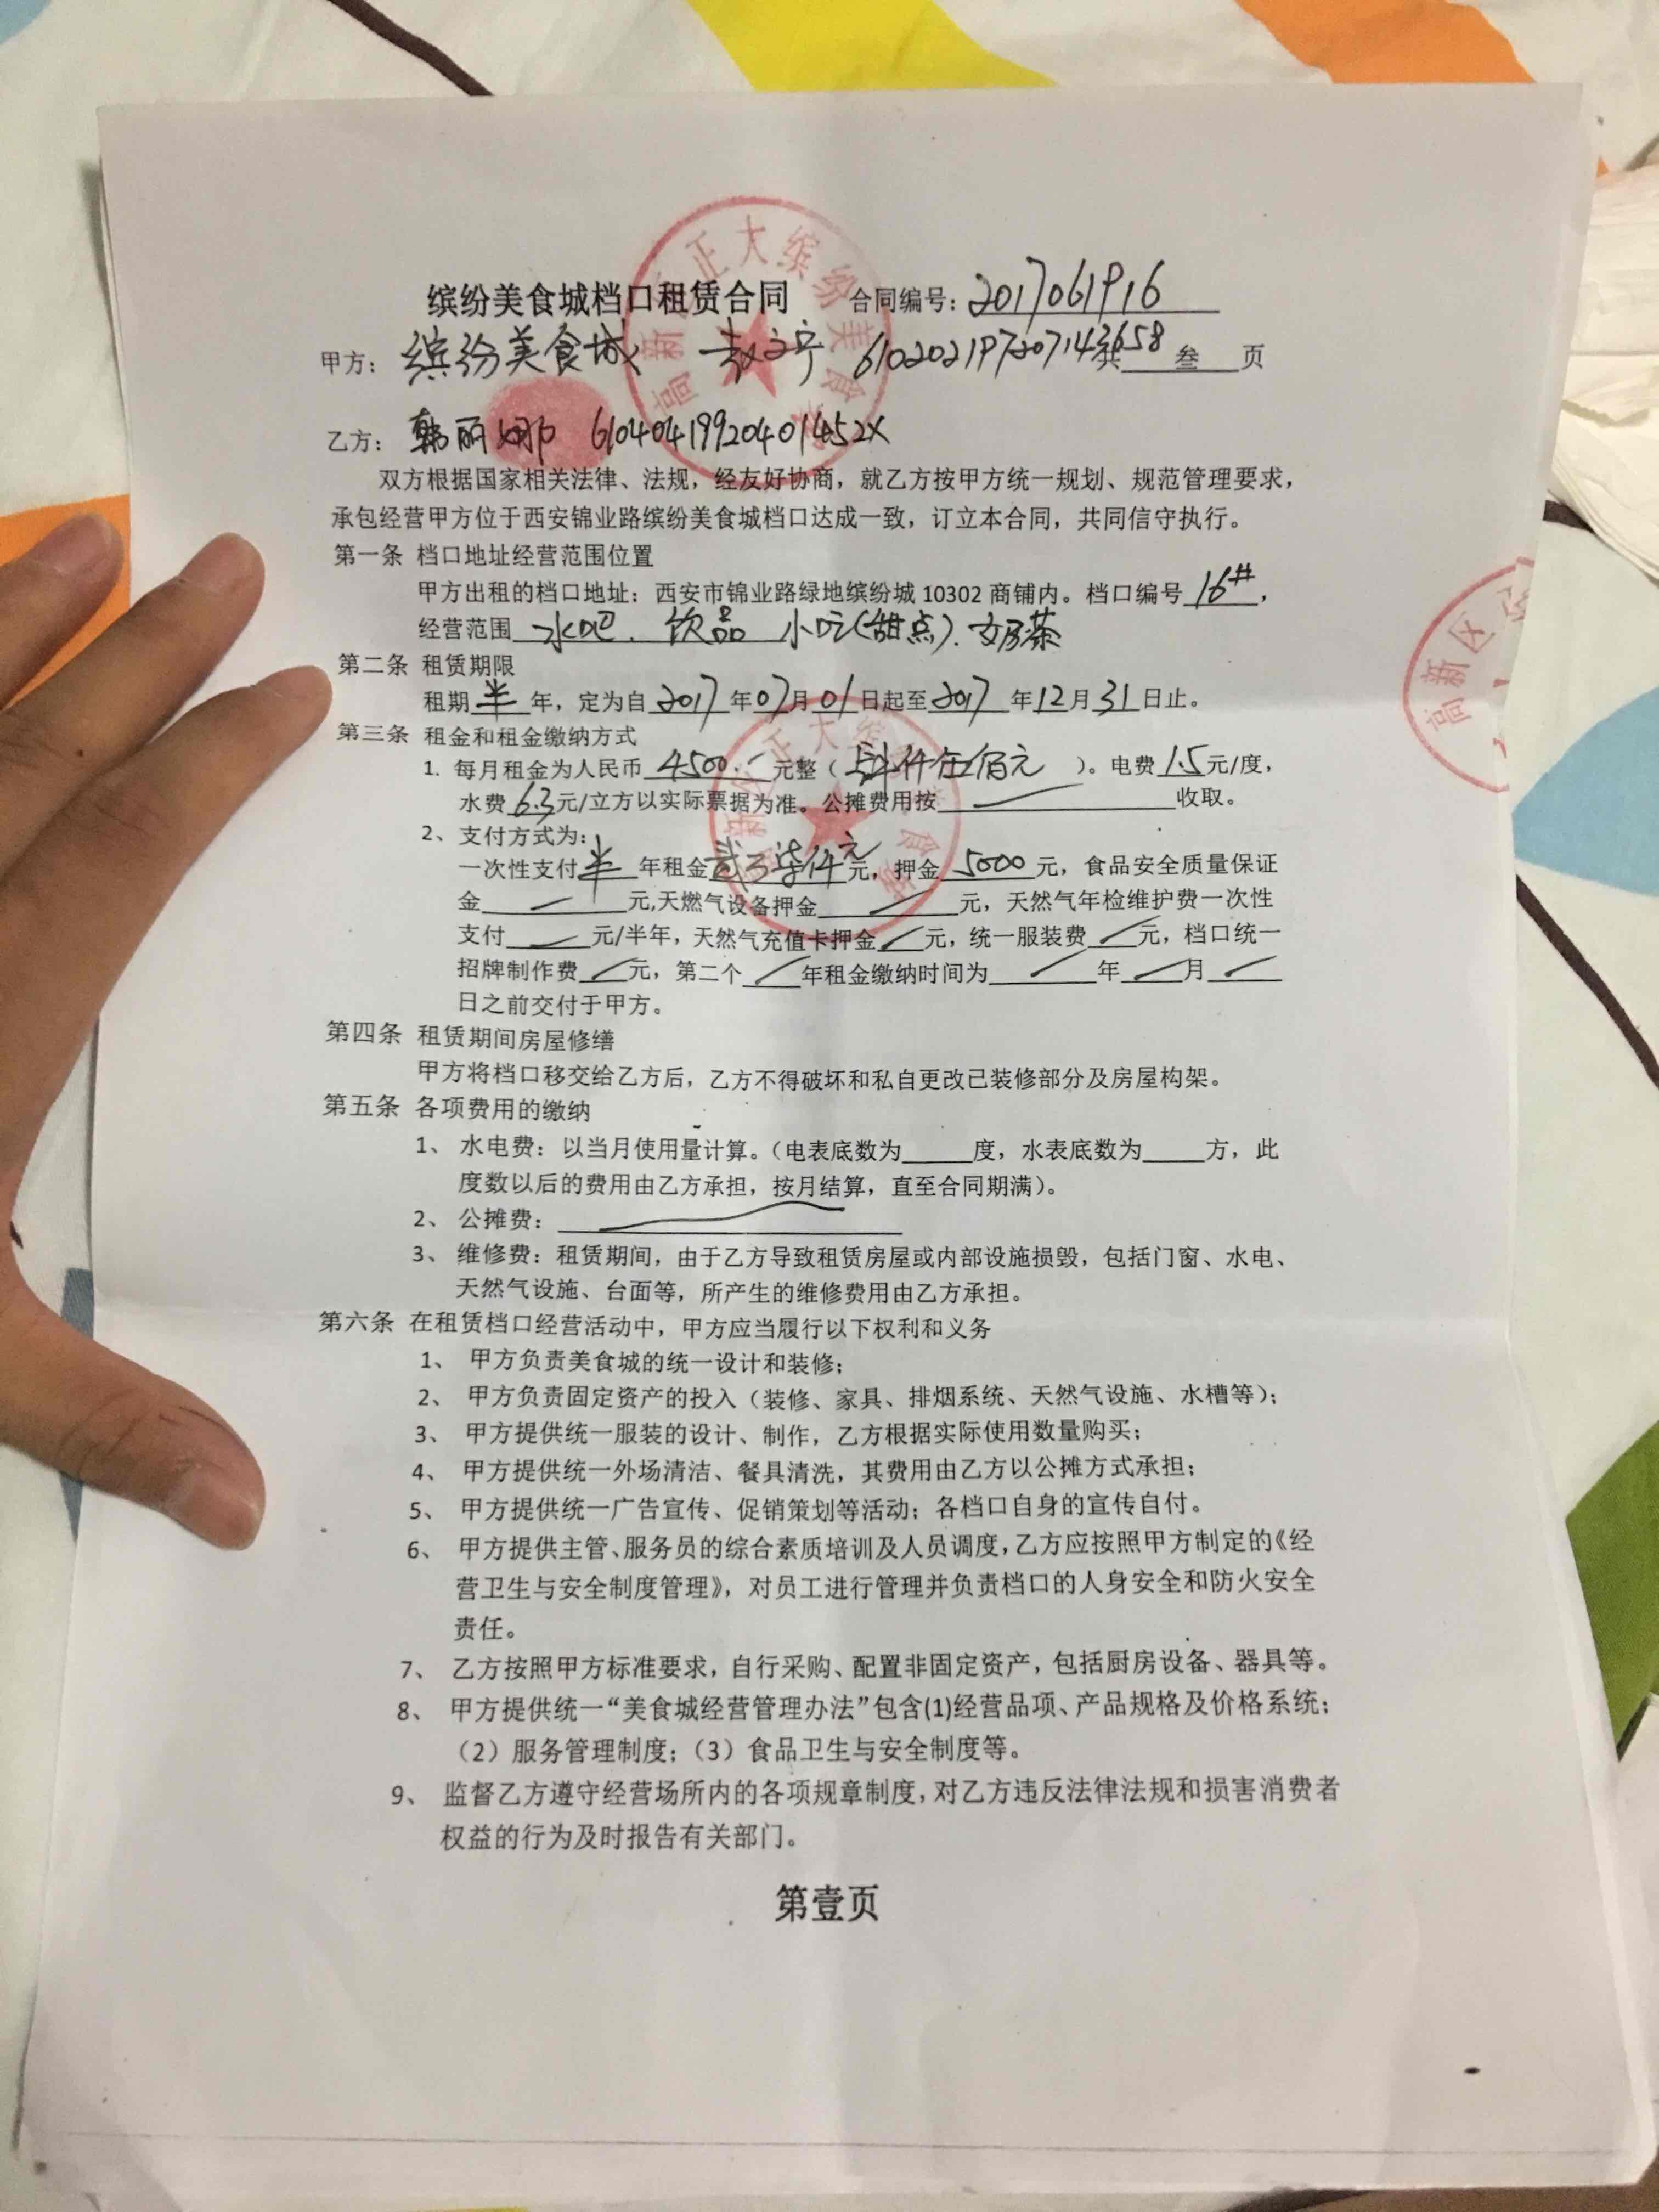 缤纷美食城档口租赁合同 合同编号：2017061916
甲方：缤纷美食城 赵文宁 610202197207143658 共 叁 页
乙方：韩丽娜 61040419920401452X
双方根据国家相关法律、法规，经友好协商，就乙方按甲方统一规划、规范管理要求，
承包经营甲方位于西安锦业路缤纷美食城档口达成一致，订立本合同，共同信守执行。
第一条 档口地址经营范围位置
甲方出租的档口地址：西安市锦业路绿地缤纷城 10302 商铺内。档口编号 16#，
经营范围 水吧、饮品 小吃(甜点)、奶茶
第二条 租赁期限
租期 半 年，定为自 2017 年 07 月 01 日起至 2017 年 12 月 31 日止。
第三条 租金和租金缴纳方式
1. 每月租金为人民币 4500.- 元整（肆仟伍佰元）。电费 1.5 元/度，
水费 6.3 元/立方以实际票据为准。公摊费用按 收取。
2、支付方式为：
一次性支付 半 年租金 贰万柒仟元 元，押金 5000 元，食品安全质量保证
金 元,天燃气设备押金 元，天然气年检维护费一次性
支付 元/半年，天然气充值卡押金 元，统一服装费 元，档口统一
招牌制作费 元，第二个 年租金缴纳时间为 年 月
日之前交付于甲方。
第四条 租赁期间房屋修缮
甲方将档口移交给乙方后，乙方不得破坏和私自更改已装修部分及房屋构架。
第五条 各项费用的缴纳
1、 水电费：以当月使用量计算。（电表底数为 度，水表底数为 方，此
度数以后的费用由乙方承担，按月结算，直至合同期满）。
2、 公摊费：
3、 维修费：租赁期间，由于乙方导致租赁房屋或内部设施损毁，包括门窗、水电、
天然气设施、台面等，所产生的维修费用由乙方承担。
第六条 在租赁档口经营活动中，甲方应当履行以下权利和义务
1、 甲方负责美食城的统一设计和装修；
2、 甲方负责固定资产的投入（装修、家具、排烟系统、天然气设施、水槽等）；
3、 甲方提供统一服装的设计、制作，乙方根据实际使用数量购买；
4、 甲方提供统一外场清洁、餐具清洗，其费用由乙方以公摊方式承担；
5、 甲方提供统一广告宣传、促销策划等活动；各档口自身的宣传自付。
6、 甲方提供主管、服务员的综合素质培训及人员调度，乙方应按照甲方制定的《经
营卫生与安全制度管理》，对员工进行管理并负责档口的人身安全和防火安全
责任。
7、 乙方按照甲方标准要求，自行采购、配置非固定资产，包括厨房设备、器具等。
8、 甲方提供统一“美食城经营管理办法”包含(1)经营品项、产品规格及价格系统；
（2）服务管理制度；（3）食品卫生与安全制度等。
9、 监督乙方遵守经营场所内的各项规章制度，对乙方违反法律法规和损害消费者
权益的行为及时报告有关部门。
第壹页